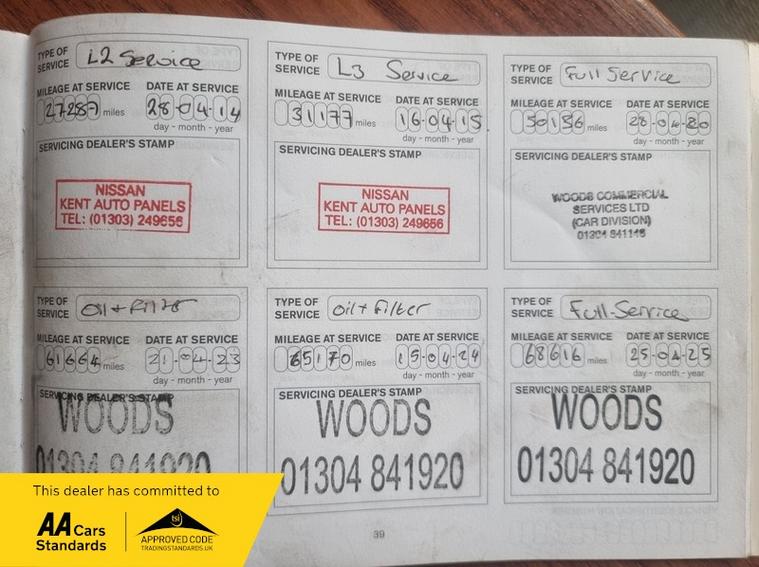 TYPE OF SERVICE L2 Service
MILEAGE AT SERVICE DATE AT SERVICE
27287 miles 28-04-14
day - month - year
SERVICING DEALER'S STAMP
NISSAN
KENT AUTO PANELS
TEL: (01303) 249656
TYPE OF SERVICE L3 Service
MILEAGE AT SERVICE DATE AT SERVICE
31177 miles 16-04-15
day - month - year
SERVICING DEALER'S STAMP
NISSAN
KENT AUTO PANELS
TEL: (01303) 249656
TYPE OF SERVICE Full Service
MILEAGE AT SERVICE DATE AT SERVICE
50156 miles 28-04-20
day - month - year
SERVICING DEALER'S STAMP
WOODS COMMERCIAL
SERVICES LTD
(CAR DIVISION)
01304 841146
TYPE OF SERVICE Oil + Filter
MILEAGE AT SERVICE DATE AT SERVICE
61664 miles 21-04-23
day - month - year
SERVICING DEALER'S STAMP
WOODS
01304 841920
TYPE OF SERVICE Oil + Filter
MILEAGE AT SERVICE DATE AT SERVICE
65170 miles 15-04-24
day - month - year
SERVICING DEALER'S STAMP
WOODS
01304 841920
TYPE OF SERVICE Full-Service
MILEAGE AT SERVICE DATE AT SERVICE
68616 miles 25-04-25
day - month - year
SERVICING DEALER'S STAMP
WOODS
01304 841920
39
This dealer has committed to
AA Cars
Standards
tsi
APPROVED CODE
TRADINGSTANDARDS.UK